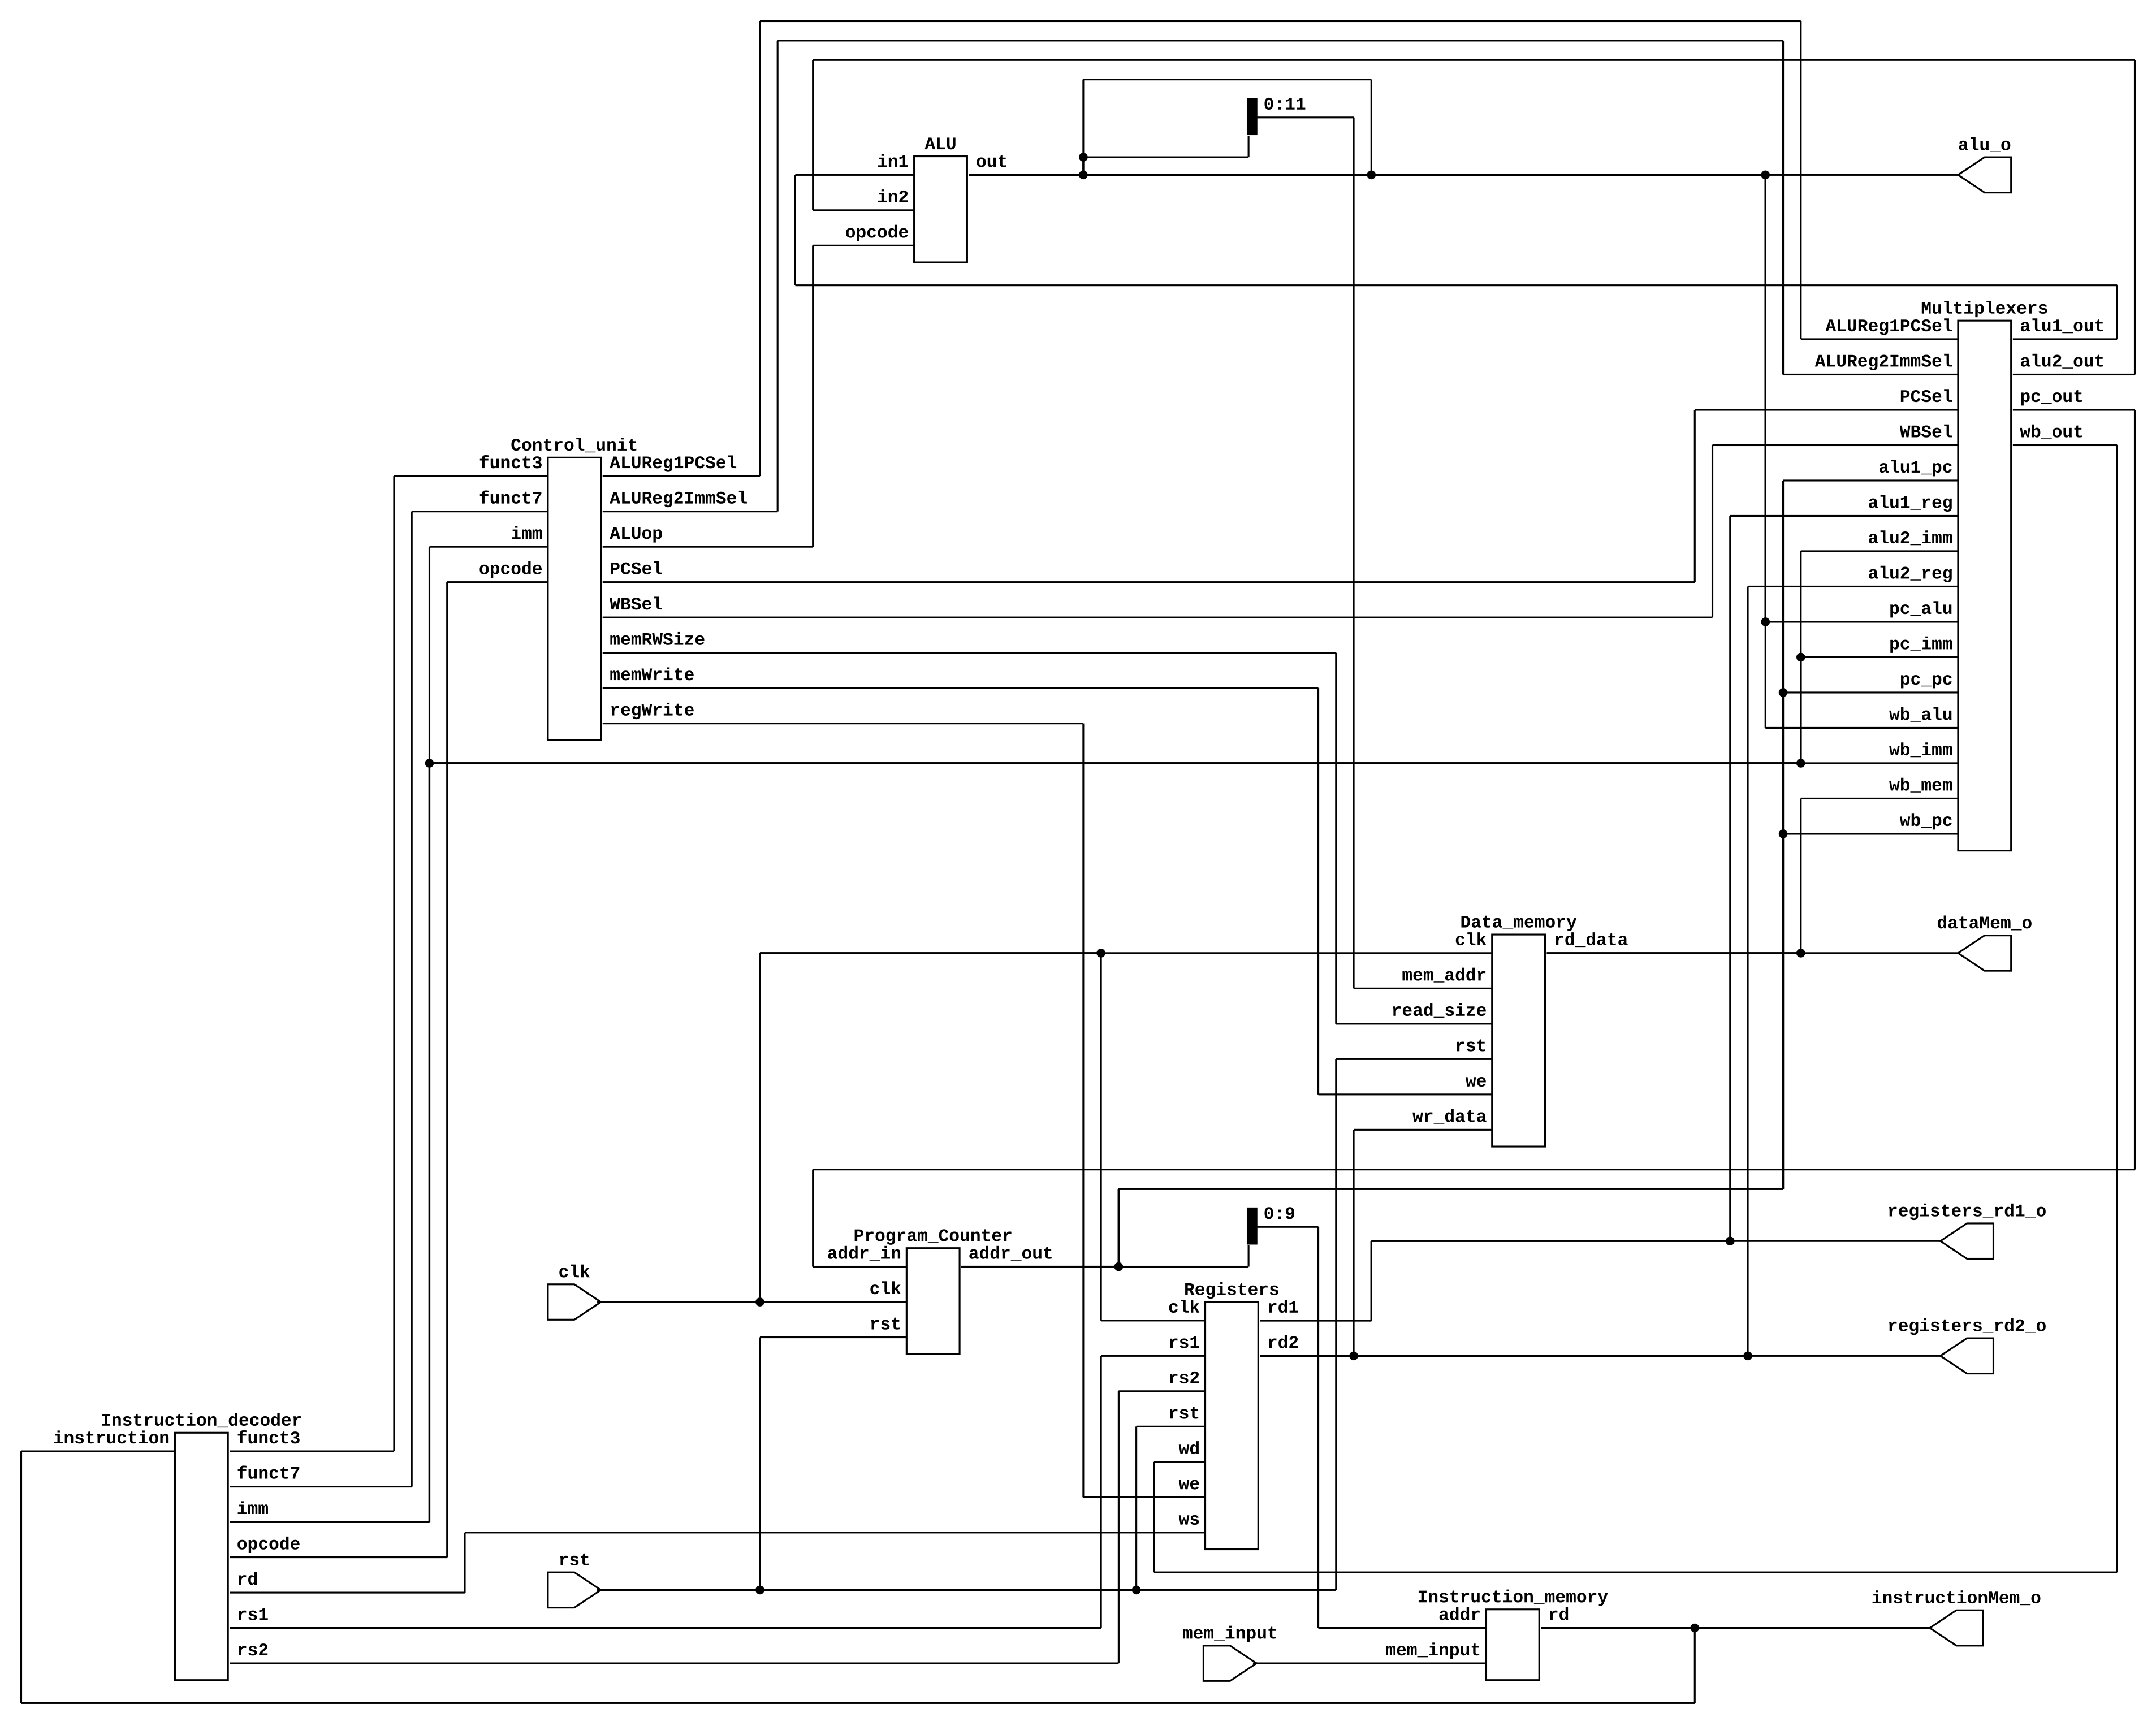 0:11
ALU
in1
out
in2
opcode
alu_o
Multiplexers
ALUReg1PCSel
alu1_out
ALUReg2ImmSel
alu2_out
PCSel
pc_out
WBSel
wb_out
alu1_pc
alu1_reg
alu2_imm
alu2_reg
pc_alu
pc_imm
pc_pc
wb_alu
wb_imm
wb_mem
wb_pc
Control_unit
funct3
ALUReg1PCSel
funct7
ALUReg2ImmSel
imm
ALUop
opcode
PCSel
WBSel
memRWSize
memWrite
regWrite
Data_memory
clk
rd_data
mem_addr
read_size
rst
we
wr_data
dataMem_o
0:9
Program_Counter
addr_in
addr_out
clk
rst
clk
Registers
clk
rd1
rs1
rd2
rs2
rst
wd
we
ws
registers_rd1_o
registers_rd2_o
Instruction_decoder
instruction
funct3
funct7
imm
opcode
rd
rs1
rs2
rst
Instruction_memory
addr
rd
mem_input
mem_input
instructionMem_o